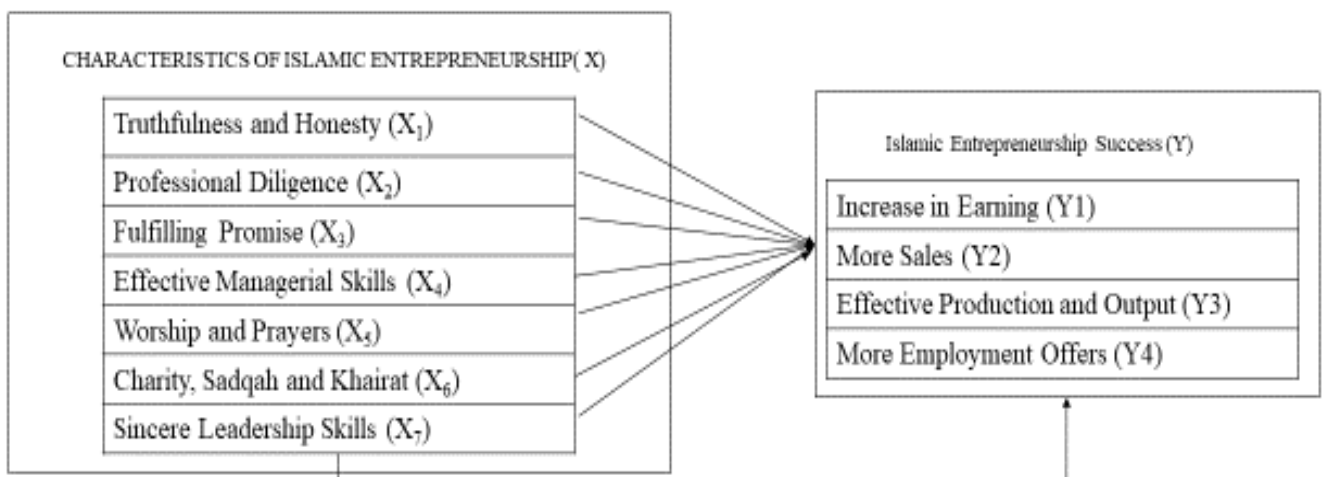 CHARACTERISTICS OF ISLAMIC ENTREPRENEURSHIP( X)
Truthfulness and Honesty (X₁)
Professional Diligence (X₂)
Fulfilling Promise (X₃)
Effective Managerial Skills (X₄)
Worship and Prayers (X₅)
Charity, Sadqah and Khairat (X₆)
Sincere Leadership Skills (X₇)
Islamic Entrepreneurship Success (Y)
Increase in Earning (Y1)
More Sales (Y2)
Effective Production and Output (Y3)
More Employment Offers (Y4)